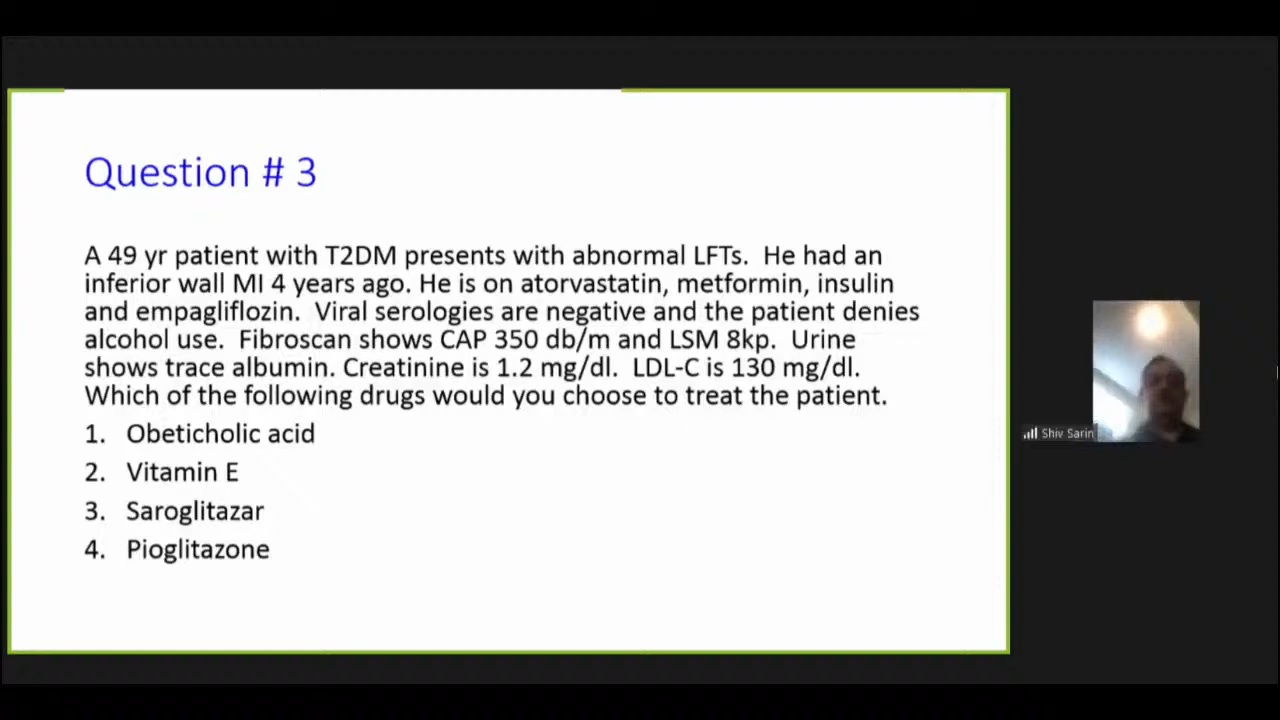 Question # 3
A 49 yr patient with T2DM presents with abnormal LFTs. He had an
inferior wall MI 4 years ago. He is on atorvastatin, metformin, insulin
and empagliflozin. Viral serologies are negative and the patient denies
alcohol use. Fibroscan shows CAP 350 db/m and LSM 8kp. Urine
shows trace albumin. Creatinine is 1.2 mg/dl. LDL-C is 130 mg/dl.
Which of the following drugs would you choose to treat the patient.
1. Obeticholic acid
2. Vitamin E
3. Saroglitazar
4. Pioglitazone
Shiv Sarin